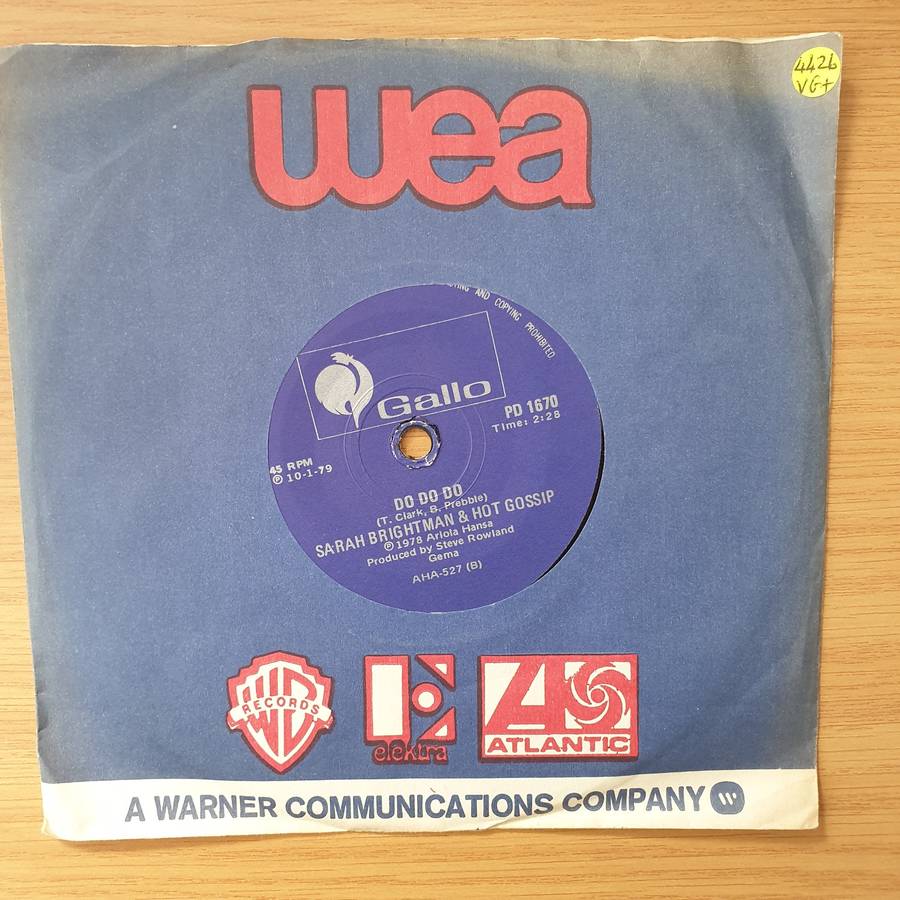 4426
VG+
wea
AND COPYING PROHIBITED.
Gallo
PD 1670
Time: 2:28
45 RPM
℗ 10-1-79
DO DO DO
(T. Clark, B. Prebble)
SARAH BRIGHTMAN & HOT GOSSIP
℗ 1978 Ariola Hansa
Produced by Steve Rowland
Gema
AHA-527 (B)
WB
RECORDS
E
elektra
A
ATLANTIC
A WARNER COMMUNICATIONS COMPANY